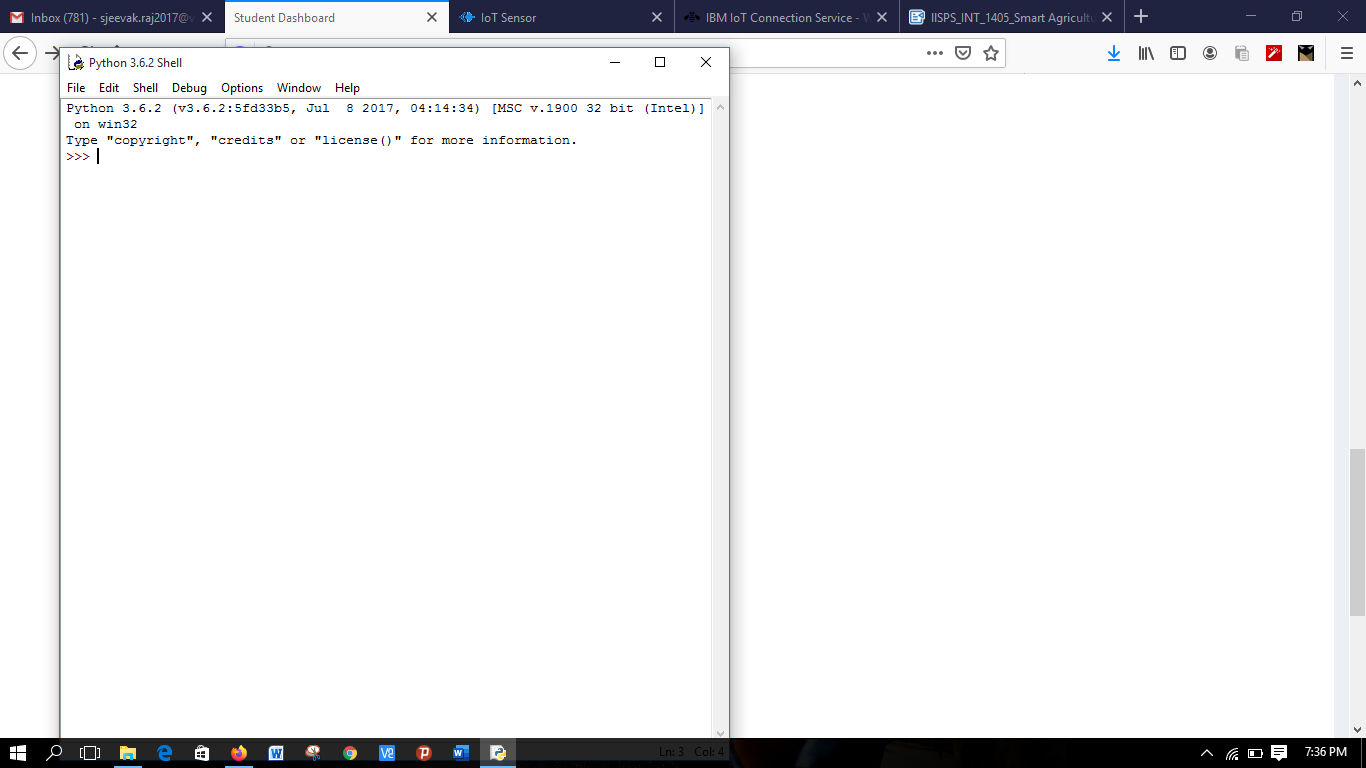 Inbox (781) - sjeevak.raj2017@v
Student Dashboard
IoT Sensor
IBM IoT Connection Service - W
IISPS_INT_1405_Smart Agricultu
Python 3.6.2 Shell
File Edit Shell Debug Options Window Help
Python 3.6.2 (v3.6.2:5fd33b5, Jul  8 2017, 04:14:34) [MSC v.1900 32 bit (Intel)]
 on win32
Type "copyright", "credits" or "license()" for more information.
>>>
Ln: 3 Col: 4
7:36 PM